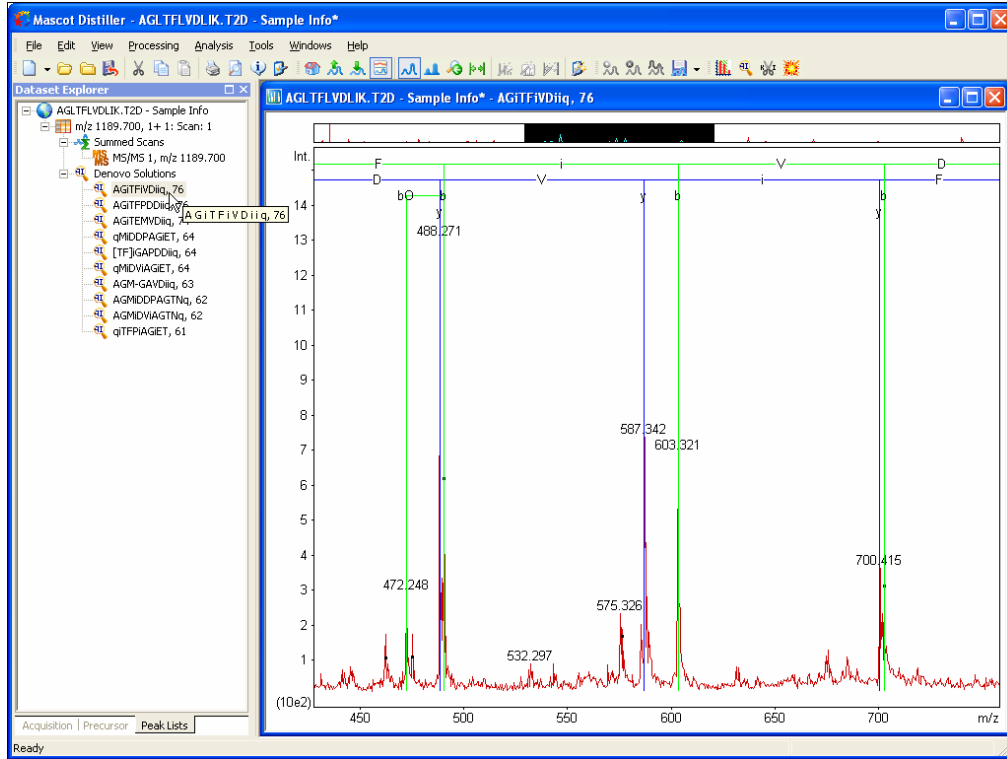 Mascot Distiller - AGLTFLVDLIK.T2D - Sample Info*
File Edit View Processing Analysis Tools Windows Help
Dataset Explorer
AGLTFLVDLIK.T2D - Sample Info
m/z 1189.700, 1+ 1: Scan: 1
Summed Scans
MS/MS 1, m/z 1189.700
Denovo Solutions
AGiTFiVDiiq, 76
AGiTFPDDiiq, 76
AGiTEMVDiiq, 71
qMiDDPAGiET, 64
[TF]iGAPDDiiq, 64
qMiDViAGiET, 64
AGM-GAVDiiq, 63
AGMiDDPAGTNq, 62
AGMiDViAGTNq, 62
qiTFPiAGiET, 61
A G i T F i V D i i q, 76
Acquisition Precursor Peak Lists
Ready
AGLTFLVDLIK.T2D - Sample Info* - AGiTFiVDiiq, 76
Int.
F i V D
D V i F
bO b y b b
y y
488.271
14
13
12
11
10
9
8
587.342
7
603.321
6
5
4
700.415
3
472.248
575.326
2
532.297
1
(10e2)
450 500 550 600 650 700 m/z